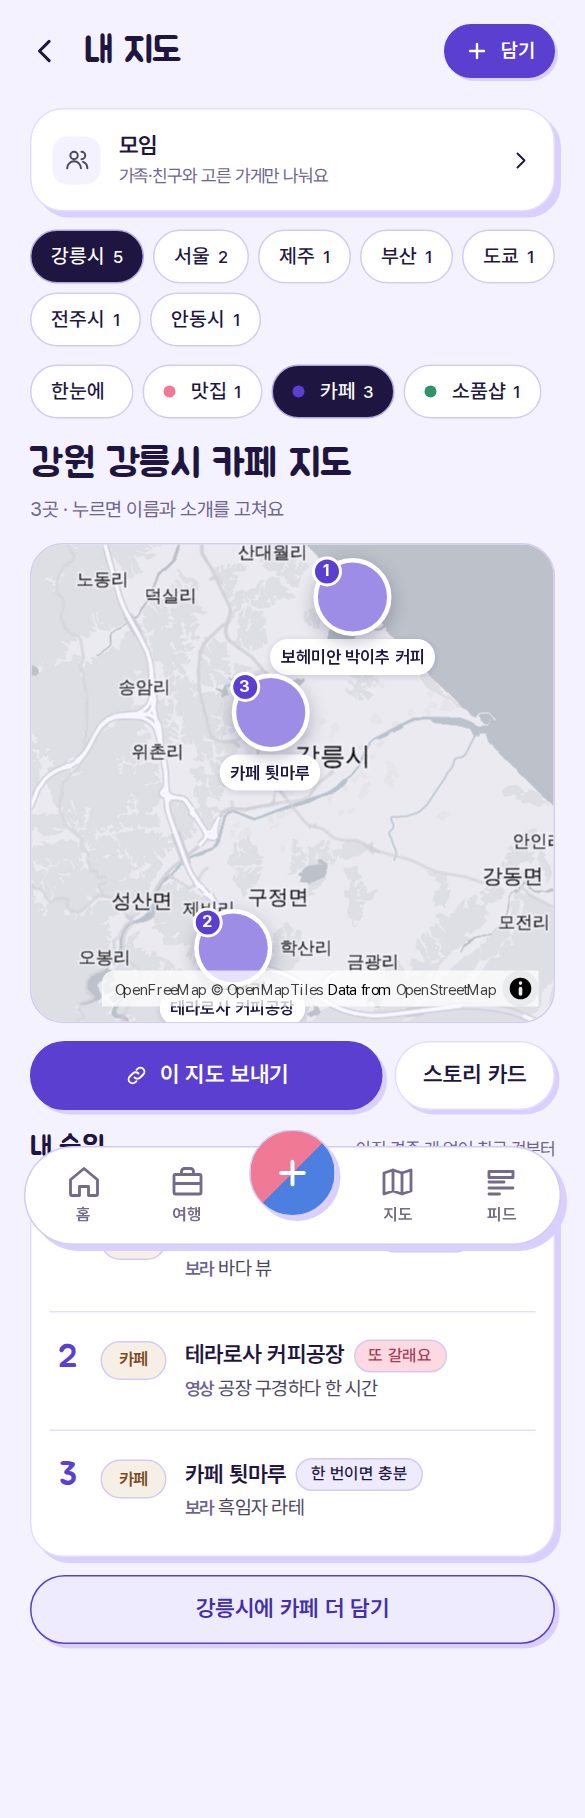 내 지도
담기
모임
가족·친구와 고른 가게만 나눠요
강릉시 5
서울 2
제주 1
부산 1
도쿄 1
전주시 1
안동시 1
한눈에
맛집 1
카페 3
소품샵 1
강원 강릉시 카페 지도
3곳 · 누르면 이름과 소개를 고쳐요
산대월리
노동리
덕실리
1
보헤미안 박이추 커피
송암리
3
위촌리
강릉시
카페 툇마루
안인리
강동면
성산면
구정면
2
모전리
학산리
오봉리
금광리
OpenFreeMap © OpenMapTiles Data from OpenStreetMap
테라로사 커피공장
이 지도 보내기
스토리 카드
내 순위
홈
여행
지도
피드
보라 바다 뷰
2
카페
테라로사 커피공장
또 갈래요
영상 공장 구경하다 한 시간
3
카페
카페 툇마루
한 번이면 충분
보라 흑임자 라테
강릉시에 카페 더 담기